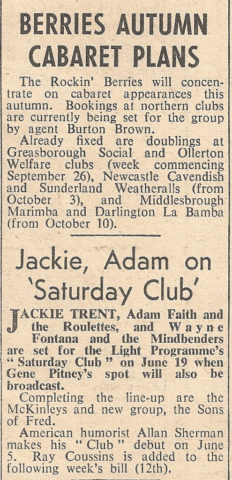 BERRIES AUTUMN
CABARET PLANS
The Rockin' Berries will concen-
trate on cabaret appearances this
autumn. Bookings at northern clubs
are currently being set for the group
by agent Burton Brown.
Already fixed are doublings at
Greasborough Social and Ollerton
Welfare clubs (week commencing
September 26), Newcastle Cavendish
and Sunderland Weatheralls (from
October 3), and Middlesbrough
Marimba and Darlington La Bamba
(from October 10).
Jackie, Adam on
'Saturday Club'
JACKIE TRENT, Adam Faith and
the Roulettes, and Wayne
Fontana and the Mindbenders
are set for the Light Programme's
"Saturday Club" on June 19 when
Gene Pitney's spot will also be
broadcast.
Completing the line-up are the
McKinleys and new group, the Sons
of Fred.
American humorist Allan Sherman
makes his "Club" debut on June
5. Ray Coussins is added to the
following week's bill (12th).